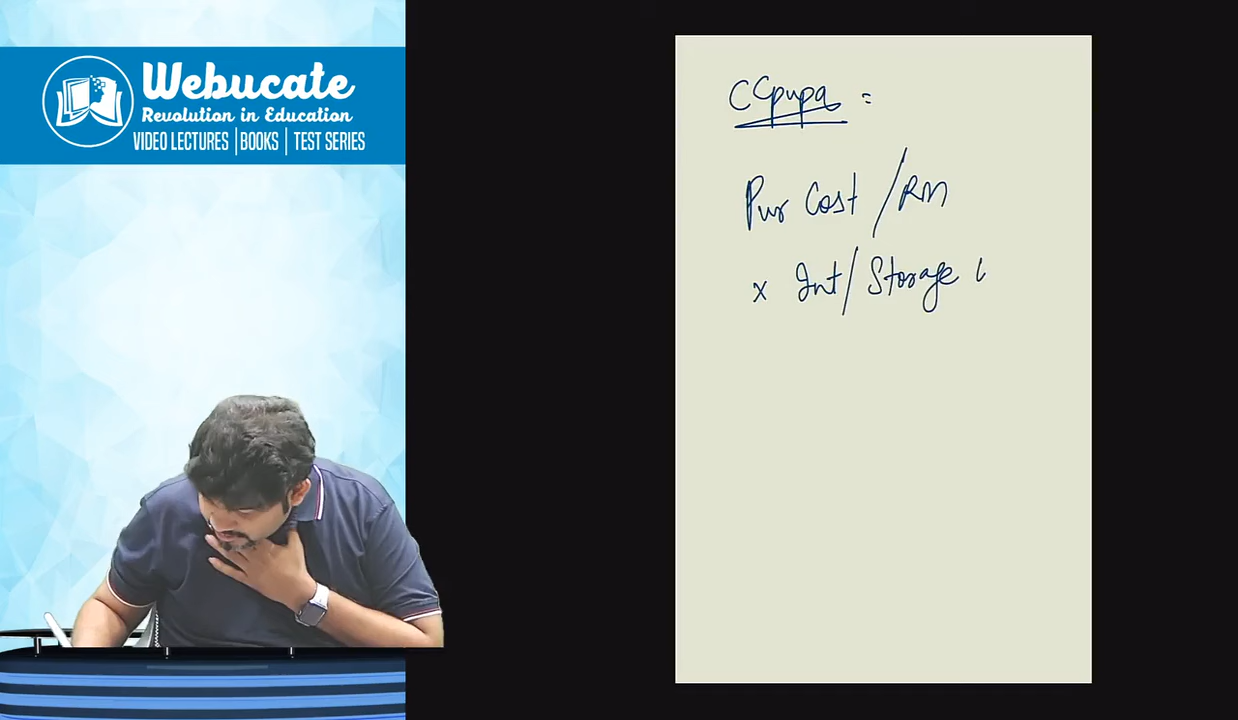 Webucate
Revolution in Education
VIDEO LECTURES | BOOKS | TEST SERIES
CCpupa =
Pur Cost / RM
x Int / Storage